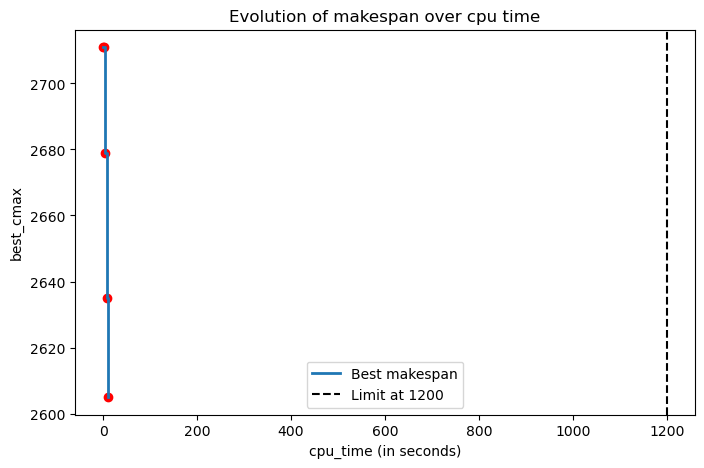 Evolution of makespan over cpu time
best_cmax
2700
2680
2660
2640
2620
2600
Best makespan
Limit at 1200
0
200
400
600
800
1000
1200
cpu_time (in seconds)